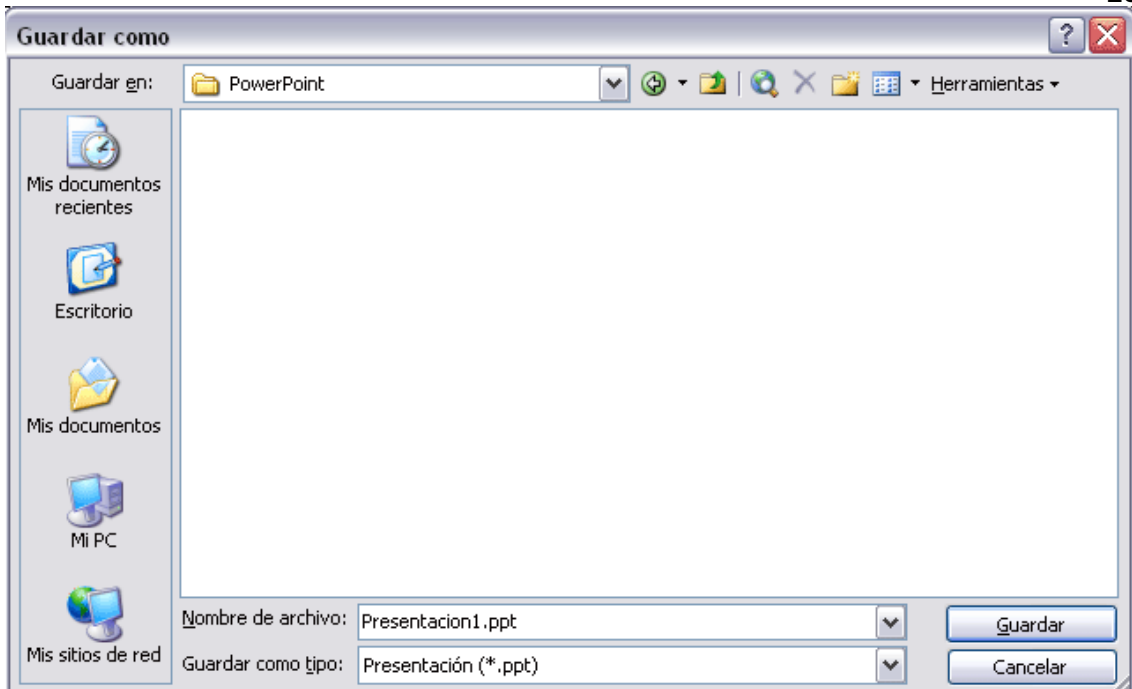 Guardar como
?
Guardar en:
PowerPoint
Herramientas
Mis documentos
recientes
Escritorio
Mis documentos
Mi PC
Mis sitios de red
Nombre de archivo:
Presentacion1.ppt
Guardar
Guardar como tipo:
Presentación (*.ppt)
Cancelar